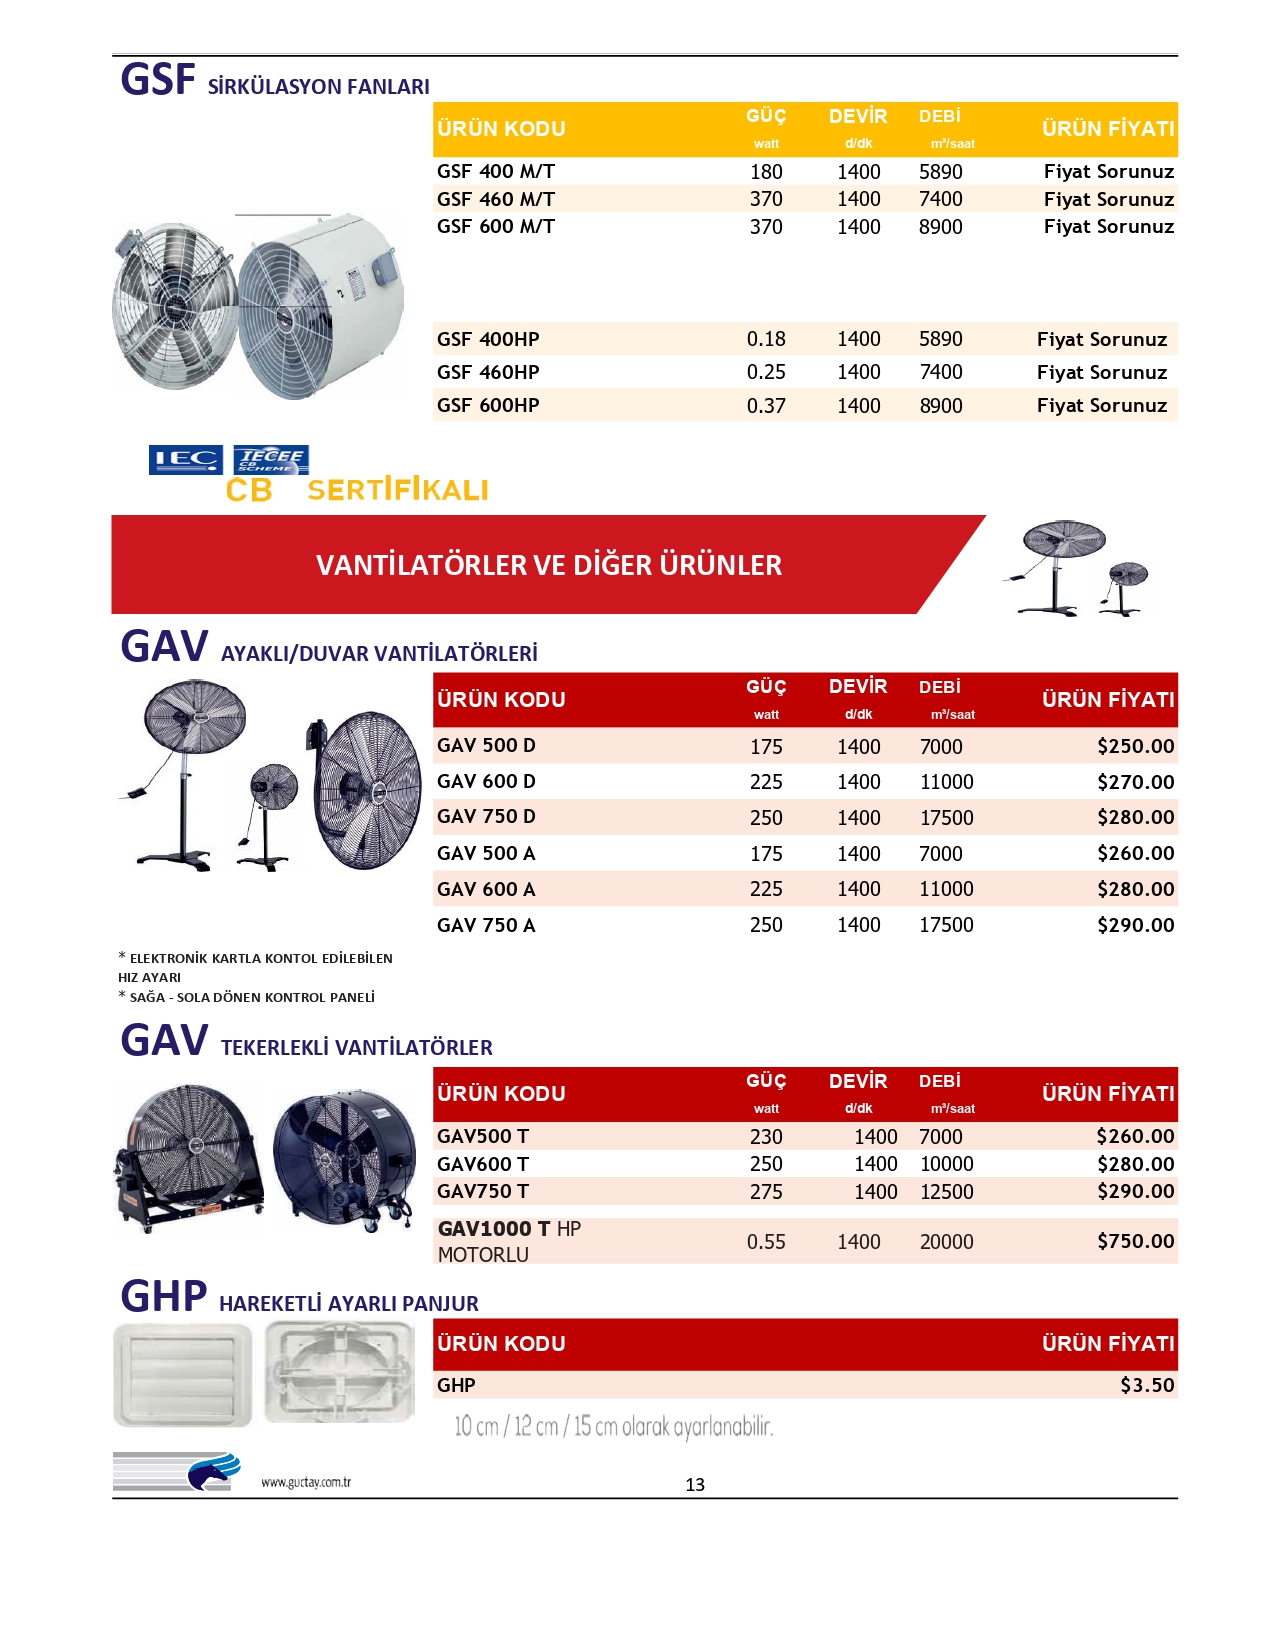 GSF SİRKÜLASYON FANLARI
ÜRÜN KODU GÜÇ DEVİR DEBİ ÜRÜN FİYATI
watt d/dk m³/saat
GSF 400 M/T 180 1400 5890 Fiyat Sorunuz
GSF 460 M/T 370 1400 7400 Fiyat Sorunuz
GSF 600 M/T 370 1400 8900 Fiyat Sorunuz
GSF 400HP 0.18 1400 5890 Fiyat Sorunuz
GSF 460HP 0.25 1400 7400 Fiyat Sorunuz
GSF 600HP 0.37 1400 8900 Fiyat Sorunuz
IEC IECEE
CB
SCHEME
CB SERTİFİKALI
VANTİLATÖRLER VE DİĞER ÜRÜNLER
GAV AYAKLI/DUVAR VANTİLATÖRLERİ
ÜRÜN KODU GÜÇ DEVİR DEBİ ÜRÜN FİYATI
watt d/dk m³/saat
GAV 500 D 175 1400 7000 $250.00
GAV 600 D 225 1400 11000 $270.00
GAV 750 D 250 1400 17500 $280.00
GAV 500 A 175 1400 7000 $260.00
GAV 600 A 225 1400 11000 $280.00
GAV 750 A 250 1400 17500 $290.00
* ELEKTRONİK KARTLA KONTOL EDİLEBİLEN
HIZ AYARI
* SAĞA - SOLA DÖNEN KONTROL PANELİ
GAV TEKERLEKLİ VANTİLATÖRLER
ÜRÜN KODU GÜÇ DEVİR DEBİ ÜRÜN FİYATI
watt d/dk m³/saat
GAV500 T 230 1400 7000 $260.00
GAV600 T 250 1400 10000 $280.00
GAV750 T 275 1400 12500 $290.00
GAV1000 T HP
MOTORLU 0.55 1400 20000 $750.00
GHP HAREKETLİ AYARLI PANJUR
ÜRÜN KODU ÜRÜN FİYATI
GHP $3.50
10 cm / 12 cm / 15 cm olarak ayarlanabilir.
www.guctay.com.tr 13